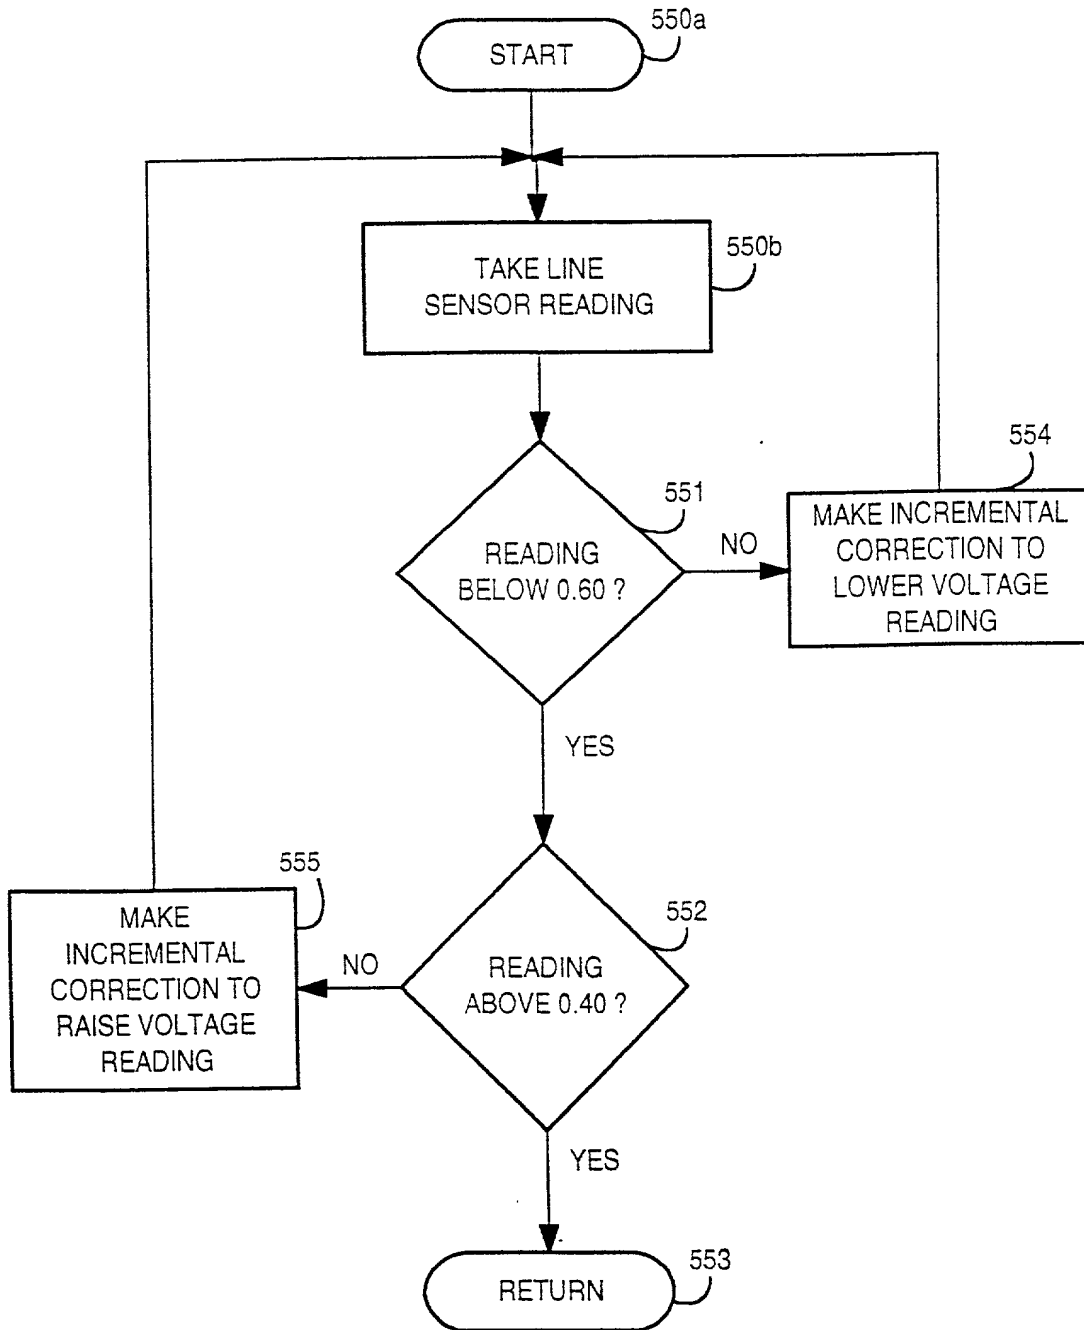 START
550a
TAKE LINE
SENSOR READING
550b
READING
BELOW 0.60 ?
551
NO
MAKE INCREMENTAL
CORRECTION TO
LOWER VOLTAGE
READING
554
YES
READING
ABOVE 0.40 ?
552
NO
MAKE
INCREMENTAL
CORRECTION TO
RAISE VOLTAGE
READING
555
YES
RETURN
553